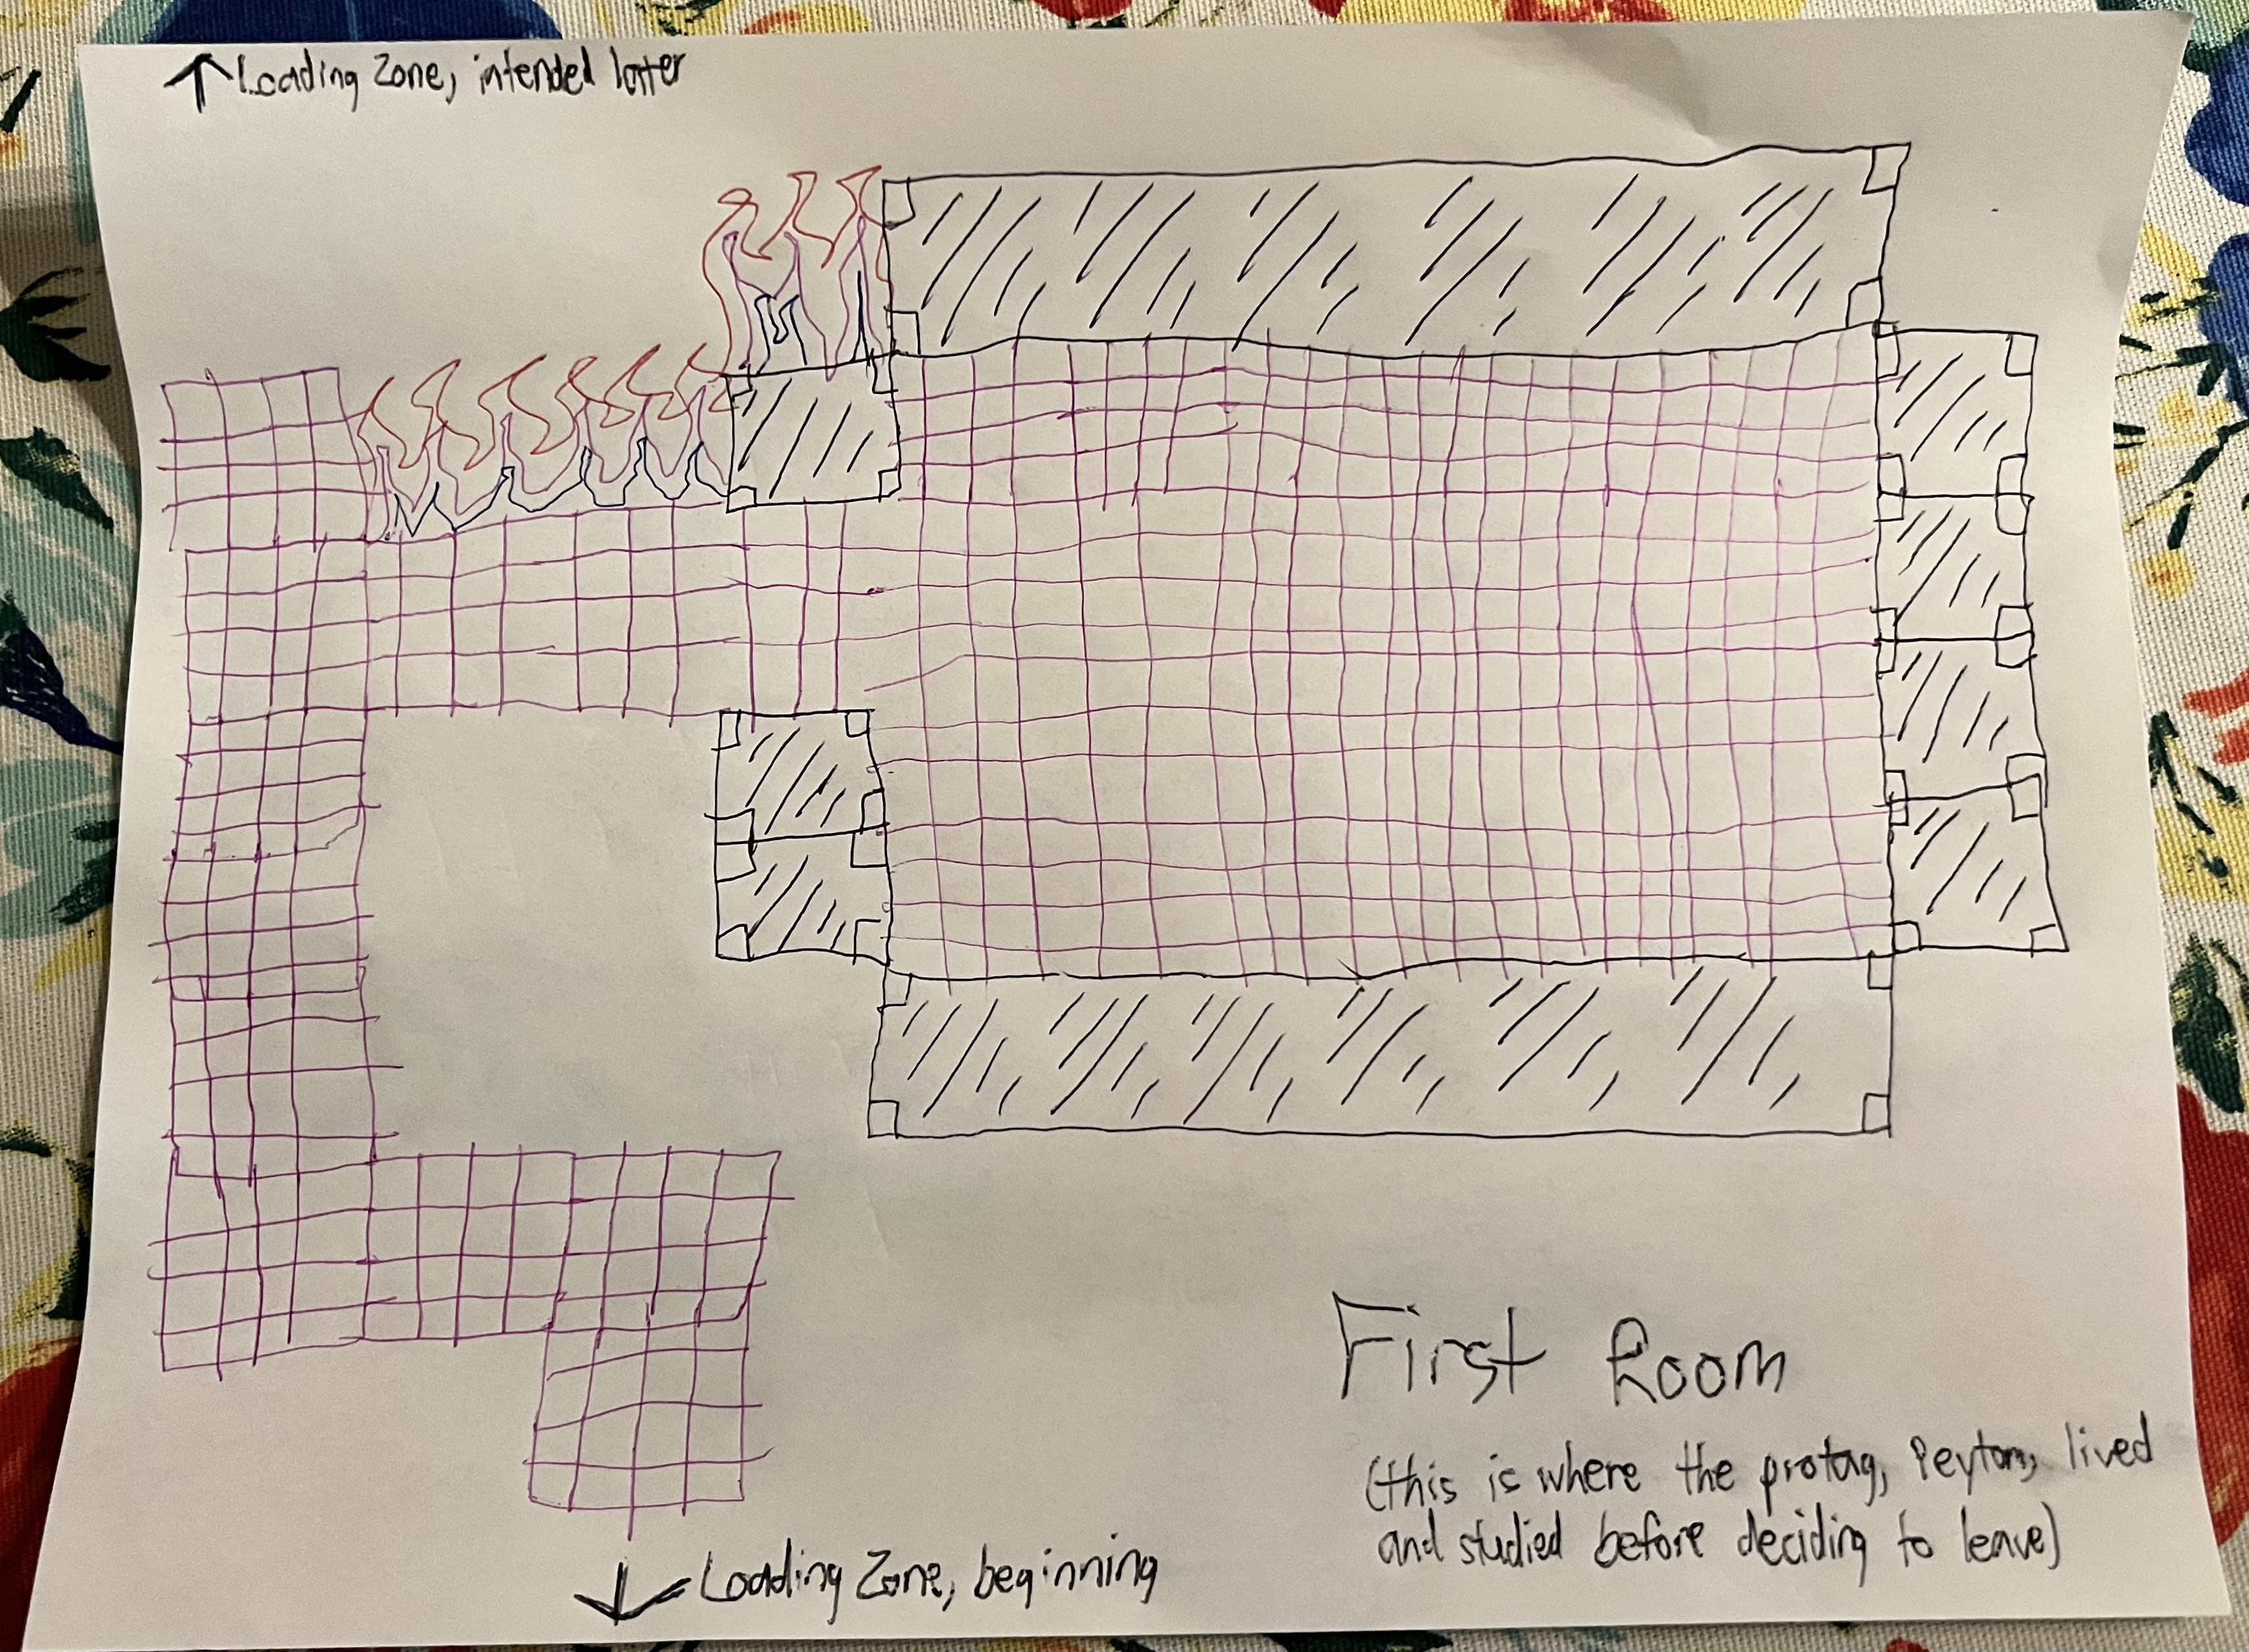 ↑ Loading Zone, intended latter
First Room
(this is where the protag, Peyton, lived
and studied before deciding to leave)
↓ Loading Zone, beginning